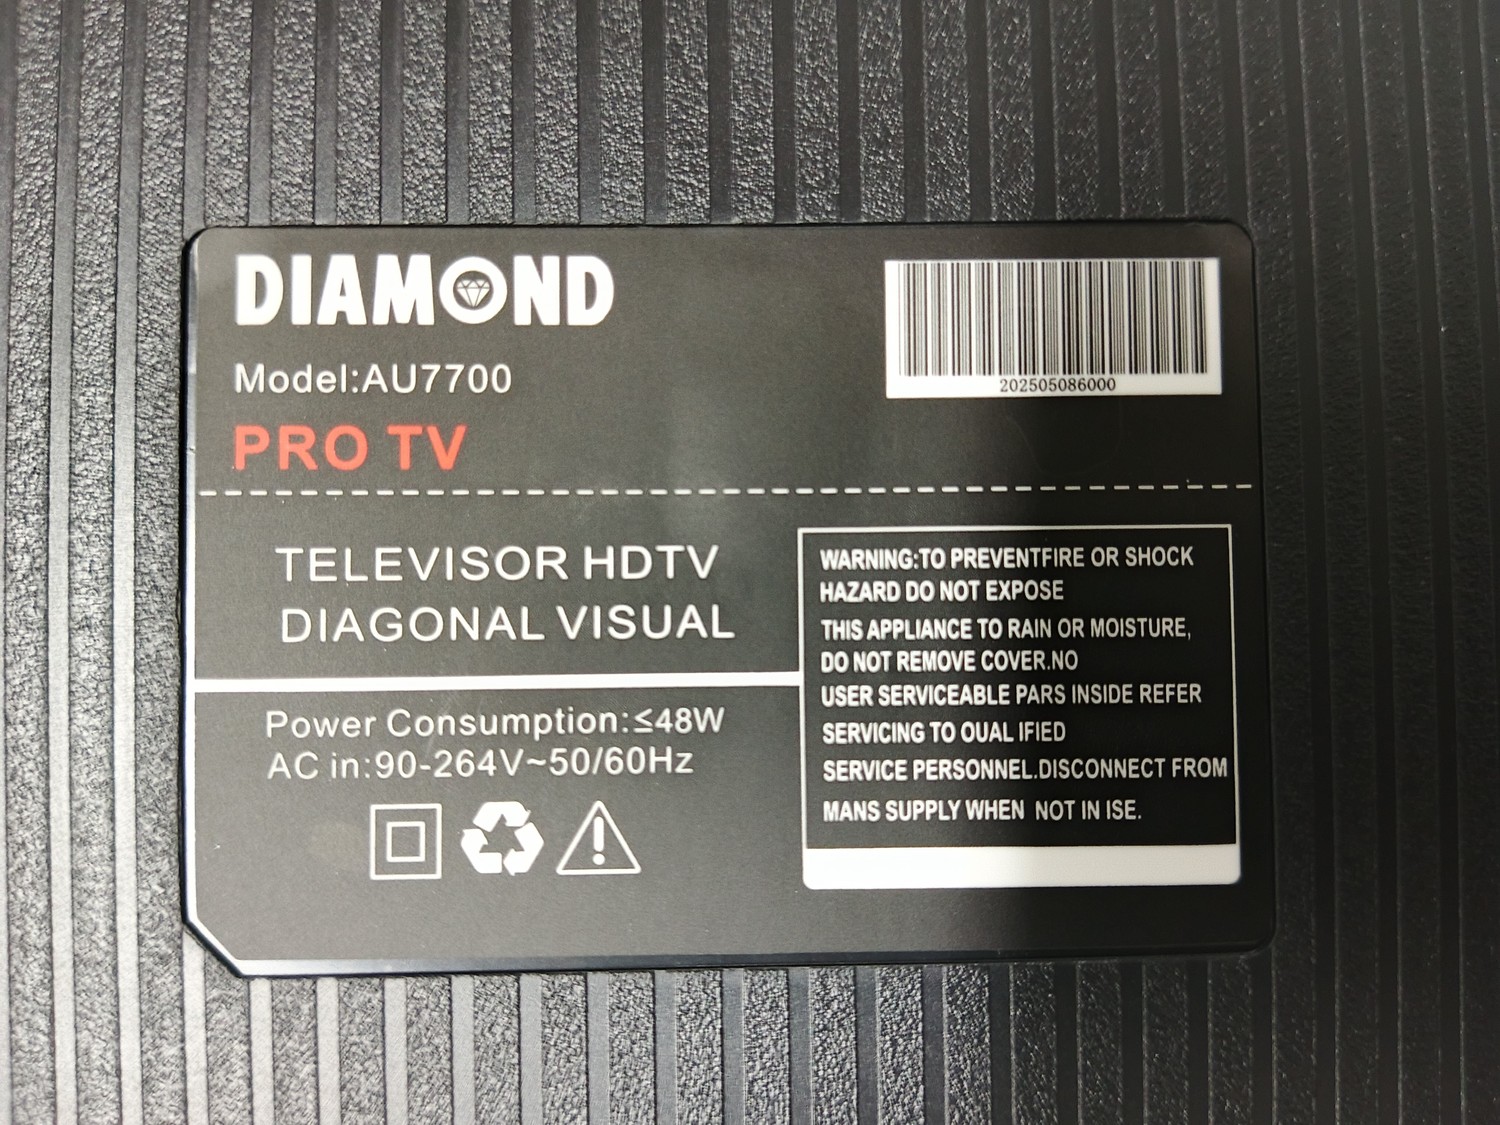 DIAMOND
Model:AU7700
PRO TV
202505086000
TELEVISOR HDTV
DIAGONAL VISUAL
Power Consumption:≤48W
AC in:90-264V~50/60Hz
WARNING:TO PREVENTFIRE OR SHOCK
HAZARD DO NOT EXPOSE
THIS APPLIANCE TO RAIN OR MOISTURE,
DO NOT REMOVE COVER.NO
USER SERVICEABLE PARS INSIDE REFER
SERVICING TO OUAL IFIED
SERVICE PERSONNEL.DISCONNECT FROM
MANS SUPPLY WHEN NOT IN ISE.